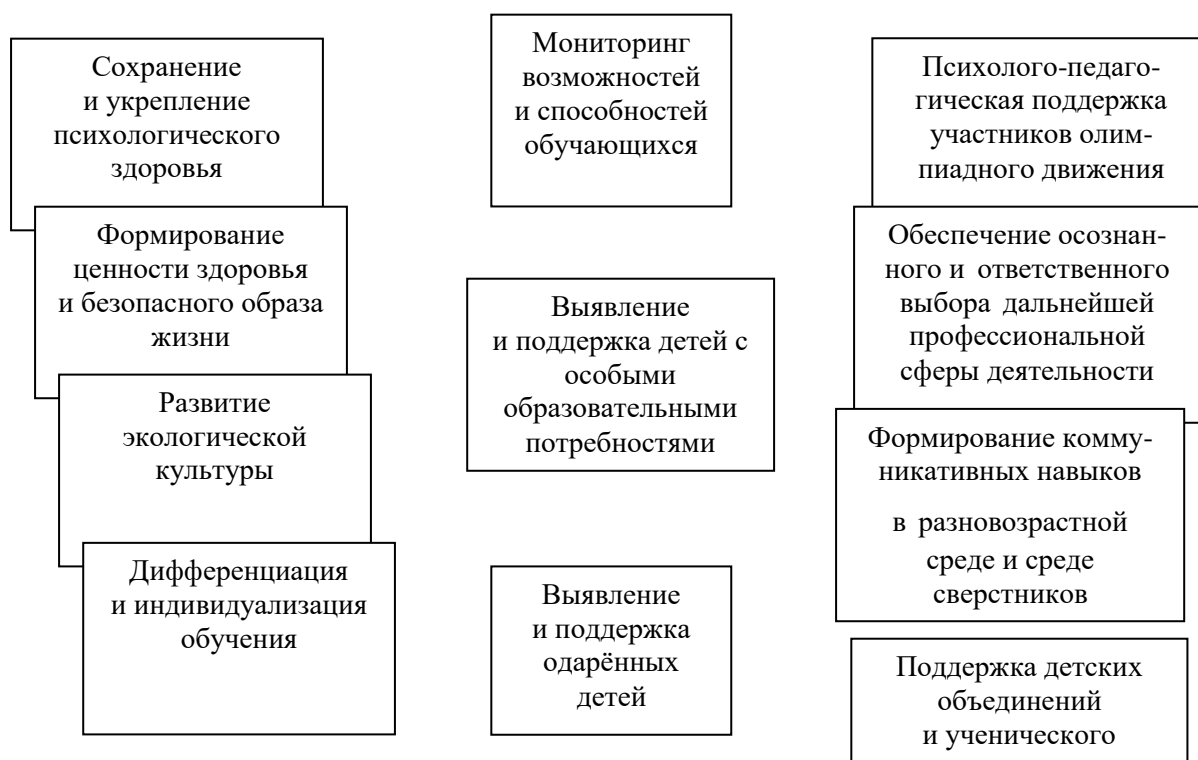 Сохранение
и укрепление
психологического
здоровья
Формирование
ценности здоровья
и безопасного образа
жизни
Развитие
экологической
культуры
Дифференциация
и индивидуализация
обучения
Мониторинг
возможностей
и способностей
обучающихся
Выявление
и поддержка детей с
особыми
образовательными
потребностями
Выявление
и поддержка
одарённых
детей
Психолого-педаго-
гическая поддержка
участников олим-
пиадного движения
Обеспечение осознан-
ного и ответственного
выбора дальнейшей
профессиональной
сферы деятельности
Формирование комму-
никативных навыков
в разновозрастной
среде и среде
сверстников
Поддержка детских
объединений
и ученического